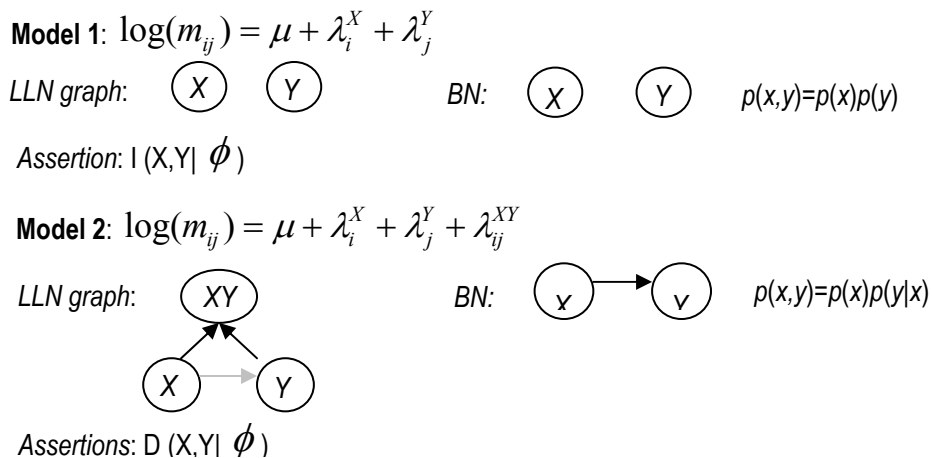 Model 1: log(m_ij) = μ + λ_i^X + λ_j^Y
LLN graph: X Y BN: X Y p(x,y)=p(x)p(y)
Assertion: I (X,Y| ϕ)
Model 2: log(m_ij) = μ + λ_i^X + λ_j^Y + λ_ij^XY
LLN graph: XY BN: X Y p(x,y)=p(x)p(y|x)
X Y
Assertions: D (X,Y| ϕ)